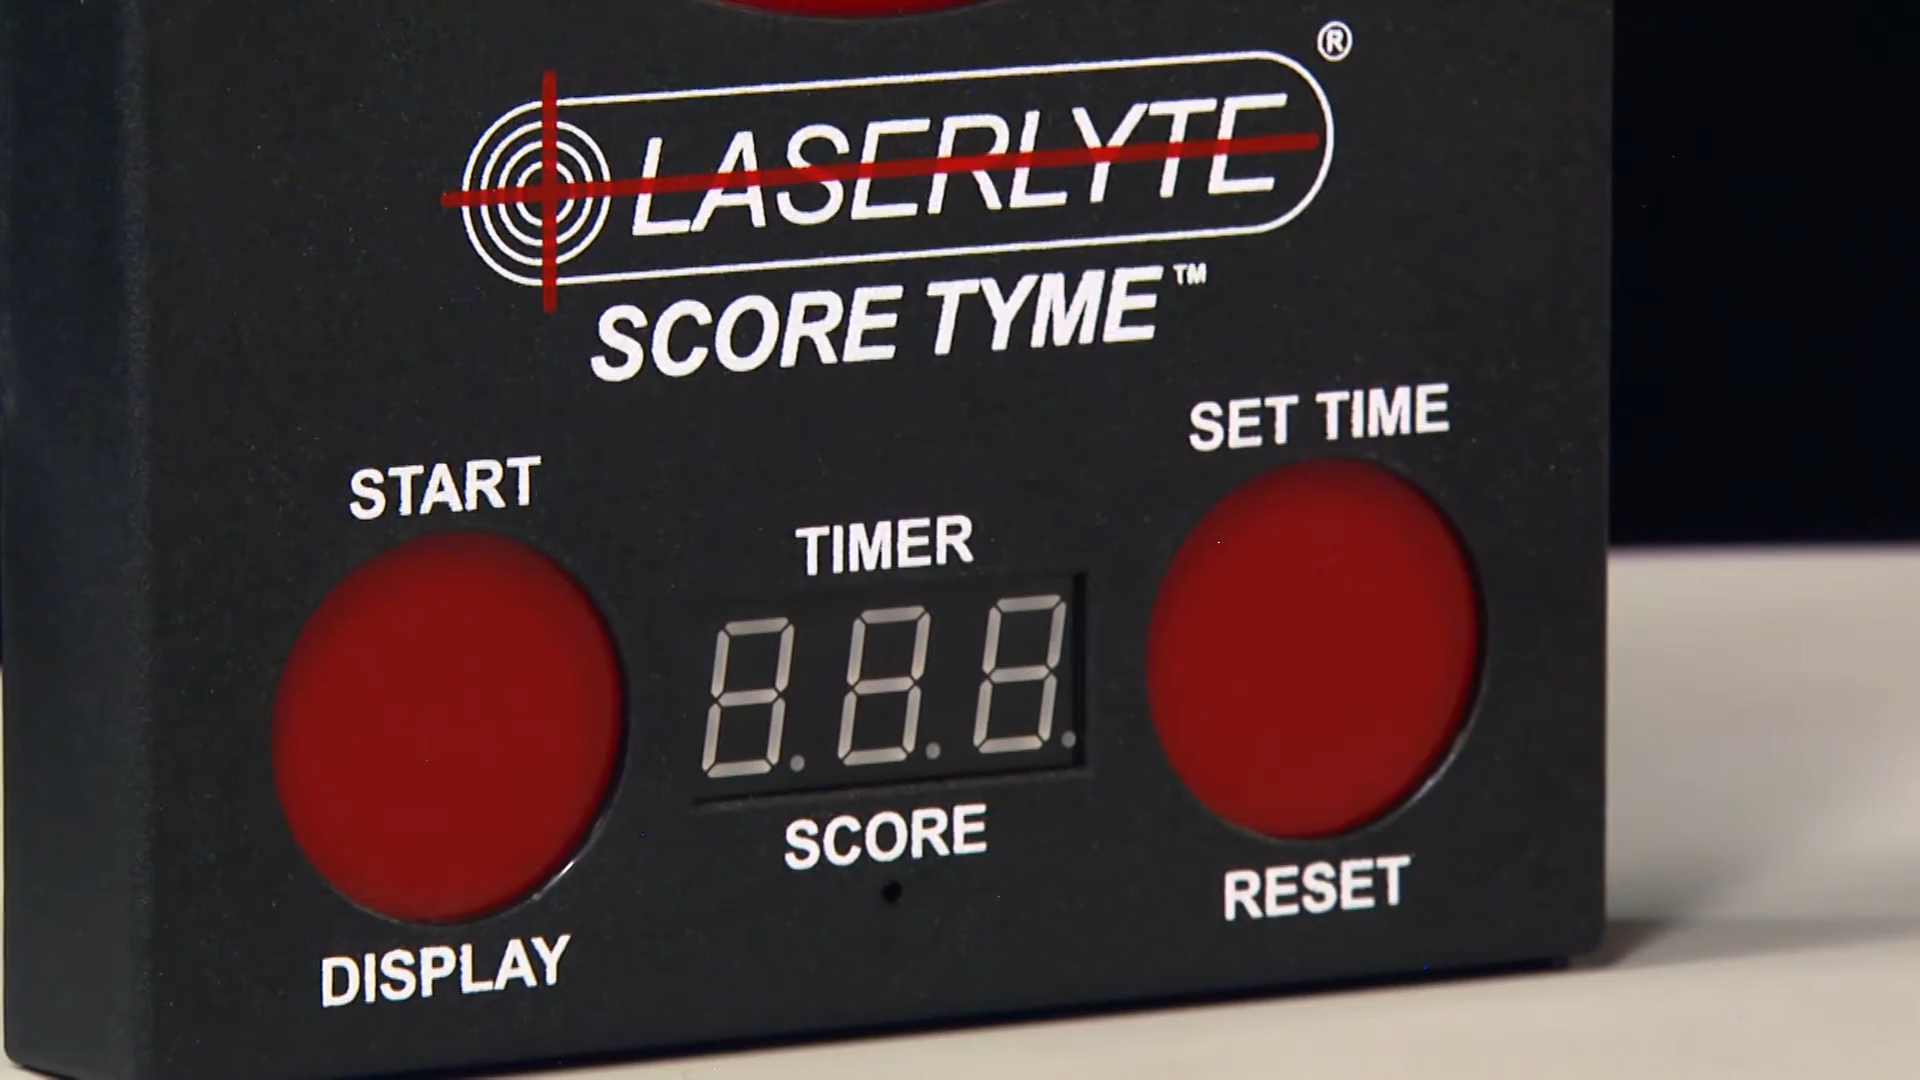 LASERLYTE®
SCORE TYME™
START
SET TIME
TIMER
SCORE
DISPLAY
RESET